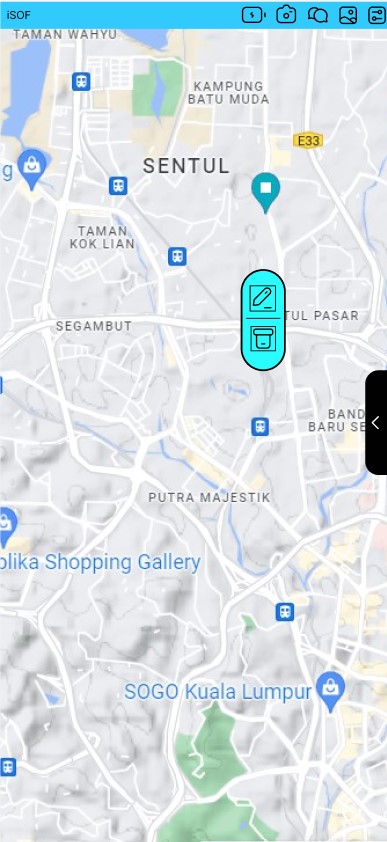 iSOF
TAMAN WAHYU
KAMPUNG
BATU MUDA
E33
SENTUL
TAMAN
KOK LIAN
TUL PASAR
SEGAMBUT
BAND
BARU SE
PUTRA MAJESTIK
blika Shopping Gallery
SOGO Kuala Lumpur